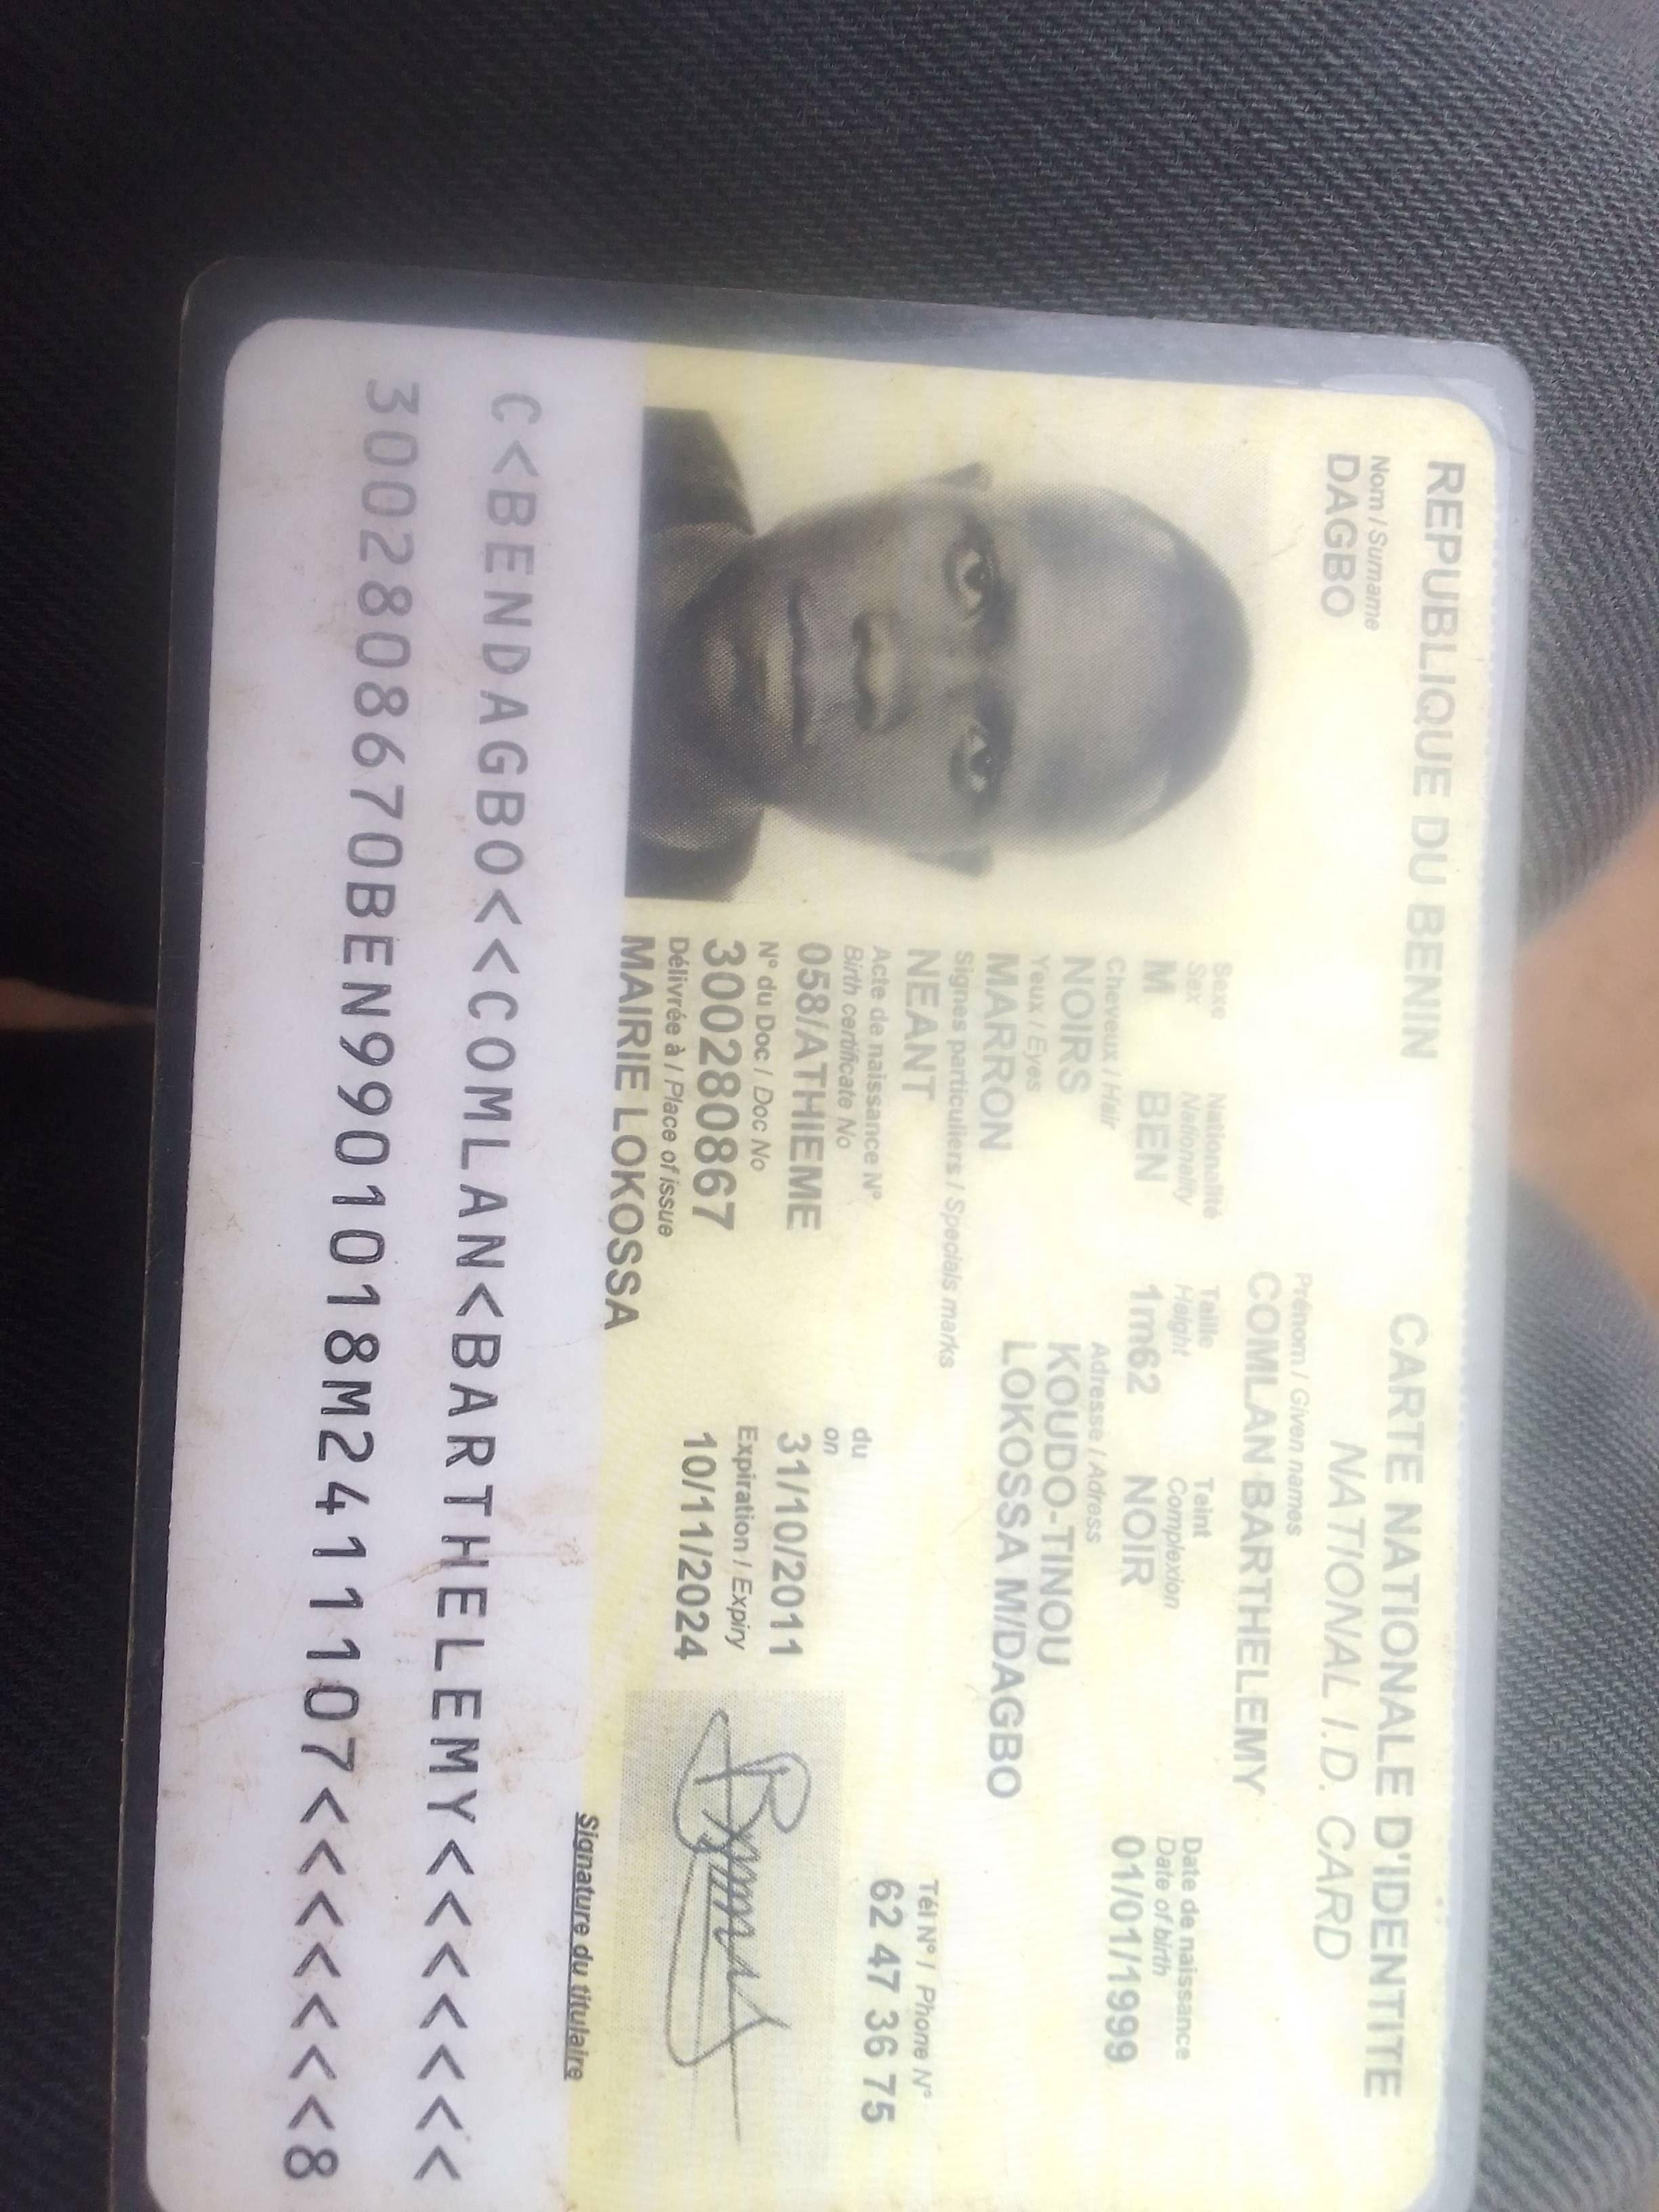 REPUBLIQUE DU BENIN
CARTE NATIONALE D'IDENTITE
NATIONAL I.D. CARD
Nom / Surname
DAGBO
Prénom / Given names
COMLAN BARTHELEMY
Sexe Nationalité Taille Teint Date de naissance
Sex Nationality Haight Complexion Date of birth
M BEN 1m62 NOIR 01/01/1999
Cheveux / Hair Adresse / Adress
NOIRS KOUDO-TINOU
Yeux / Eyes
MARRON LOKOSSA M/DAGBO
Signes particuliers / Specials marks
NEANT
Tél N° / Phome N°
62 47 36 75
Acte de naissance N° du
Birth certificate No on
058/ATHIEME 31/10/2011
N° du Doc / Doc No Expiration / Expiry
300280867 10/11/2024
Délivrée à / Place of issue
MAIRIE LOKOSSA
Signature du titulaire
C<BENDAGBO<<COMLAN<BARTHELEMY<<<<<<<
3002808670BEN9901018M2411107<<<<<<<8